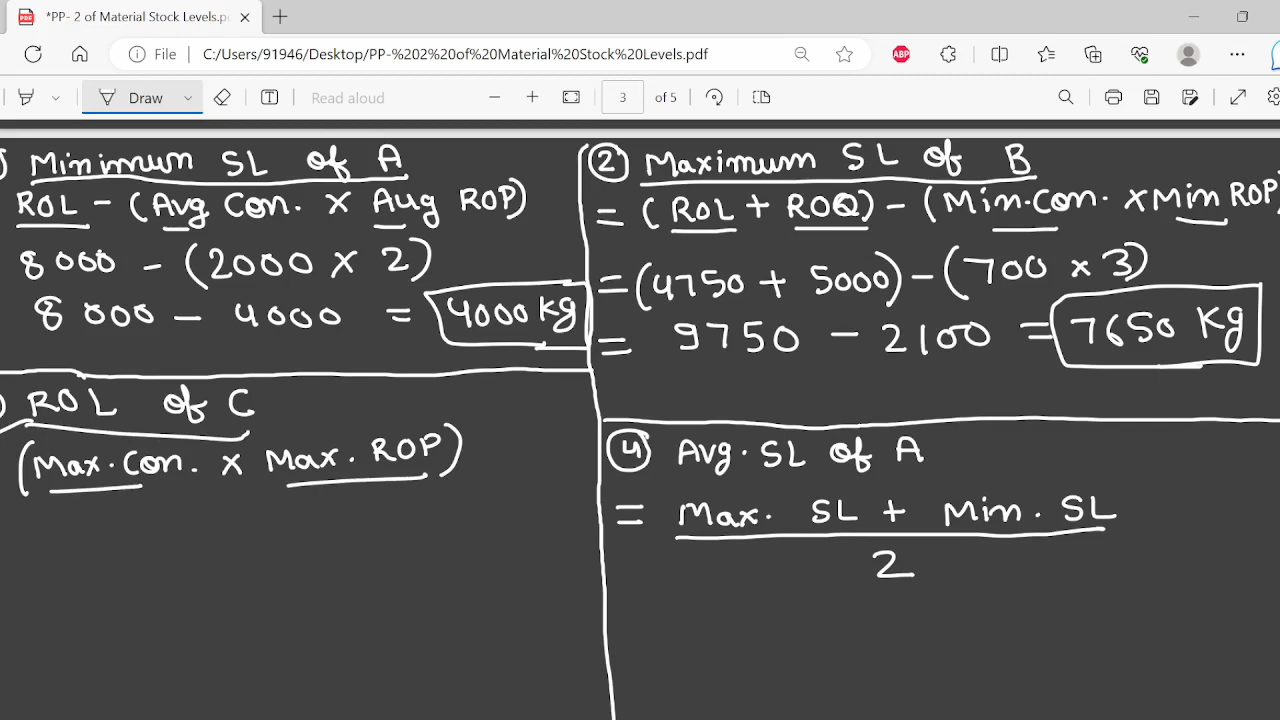 *PP- 2 of Material Stock Levels.pd
File C:/Users/91946/Desktop/PP-%202%20of%20Material%20Stock%20Levels.pdf
ABP
Draw
Read aloud
3 of 5
) Minimum SL of A
ROL - (Avg Con. x Aug ROP)
8000 - (2000 x 2)
8000 - 4000 = 4000 Kg
② Maximum SL of B
= (ROL + ROQ) - (Min. Con. x Min ROP)
= (4750 + 5000) - (700 x 3)
= 9750 - 2100 = 7650 Kg
) ROL of C
(Max. Con. x Max. ROP)
④ Avg. SL of A
= Max. SL + Min. SL
2